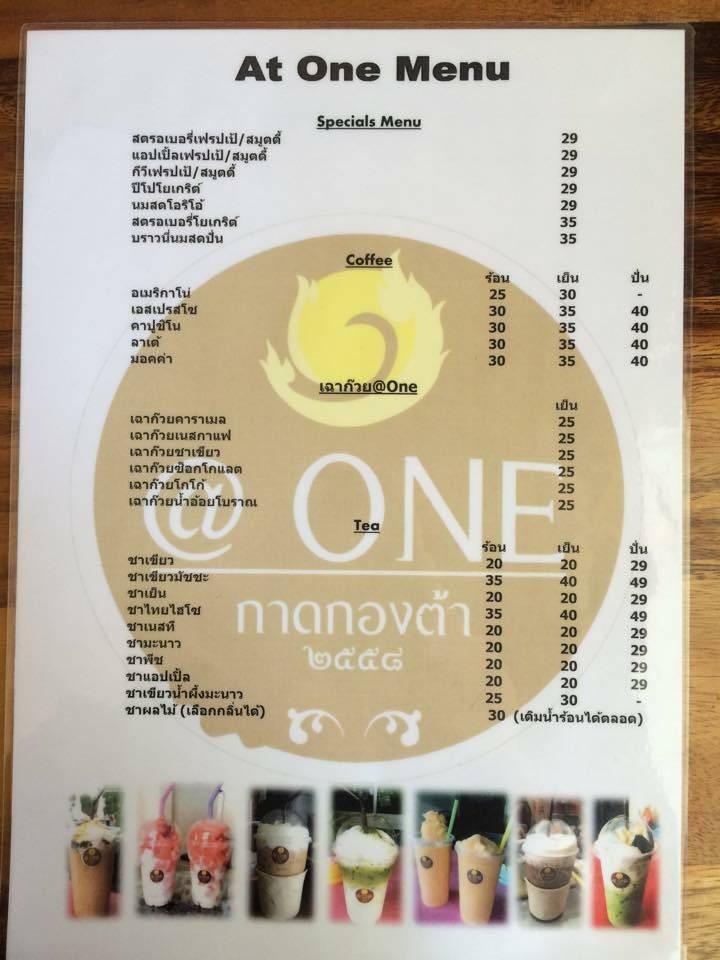 At One Menu
Specials Menu
สตรอเบอรี่เฟรปเป้/สมูตตี้ 29
แอปเปิ้ลเฟรปเป้/สมูตตี้ 29
กีวีเฟรปเป้/สมูตตี้ 29
ปีโปโยเกริต์ 29
นมสดโอริโอ้ 29
สตรอเบอรี่โยเกริต์ 35
บราวนี่นมสดปั่น 35
Coffee
ร้อน เย็น ปั่น
อเมริกาโน่ 25 30 -
เอสเปรสโซ่ 30 35 40
คาปูชิโน 30 35 40
ลาเต้ 30 35 40
มอคค่า 30 35 40
เฉาก๊วย@One
เย็น
เฉาก๊วยคาราเมล 25
เฉาก๊วยเนสกาแฟ 25
เฉาก๊วยชาเขียว 25
เฉาก๊วยช๊อกโกแลต 25
เฉาก๊วยโกโก้ 25
เฉาก๊วยน้ำอ้อยโบราณ 25
@ ONE
Tea
ร้อน เย็น ปั่น
ชาเขียว 20 20 29
ชาเขียวมัชชะ 35 40 49
ชาเย็น 20 20 29
ชาไทยไฮโซ 35 40 49
ชาเนสที 20 20 29
ชามะนาว 20 20 29
ชาพีช 20 20 29
ชาแอปเปิ้ล 20 20 29
ชาเขียวน้ำผึ้งมะนาว 25 30 -
ชาผลไม้ (เลือกกลิ่นได้) 30 (เติมน้ำร้อนได้ตลอด)
กาดกองต้า
๒๕๕๘